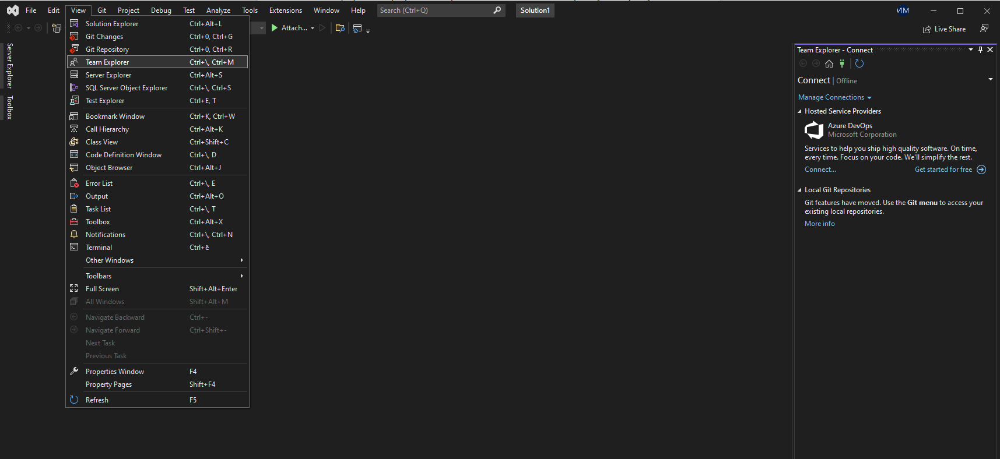 File Edit View Git Project Debug Test Analyze Tools Extensions Window Help Search (Ctrl+Q) Solution1 ИМ
Attach... Live Share
Server Explorer
Toolbox
Solution Explorer Ctrl+Alt+L
Git Changes Ctrl+0, Ctrl+G
Git Repository Ctrl+0, Ctrl+R
Team Explorer Ctrl+\, Ctrl+M
Server Explorer Ctrl+Alt+S
SQL Server Object Explorer Ctrl+\, Ctrl+S
Test Explorer Ctrl+E, T
Bookmark Window Ctrl+K, Ctrl+W
Call Hierarchy Ctrl+Alt+K
Class View Ctrl+Shift+C
Code Definition Window Ctrl+\, D
Object Browser Ctrl+Alt+J
Error List Ctrl+\, E
Output Ctrl+Alt+O
Task List Ctrl+\, T
Toolbox Ctrl+Alt+X
Notifications Ctrl+\, Ctrl+N
Terminal Ctrl+ё
Other Windows
Toolbars
Full Screen Shift+Alt+Enter
All Windows Shift+Alt+M
Navigate Backward Ctrl+-
Navigate Forward Ctrl+Shift+-
Next Task
Previous Task
Properties Window F4
Property Pages Shift+F4
Refresh F5
Team Explorer - Connect
Connect | Offline
Manage Connections
Hosted Service Providers
Azure DevOps
Microsoft Corporation
Services to help you ship high quality software. On time,
every time. Focus on your code. We'll simplify the rest.
Connect... Get started for free
Local Git Repositories
Git features have moved. Use the Git menu to access your
existing local repositories.
More info